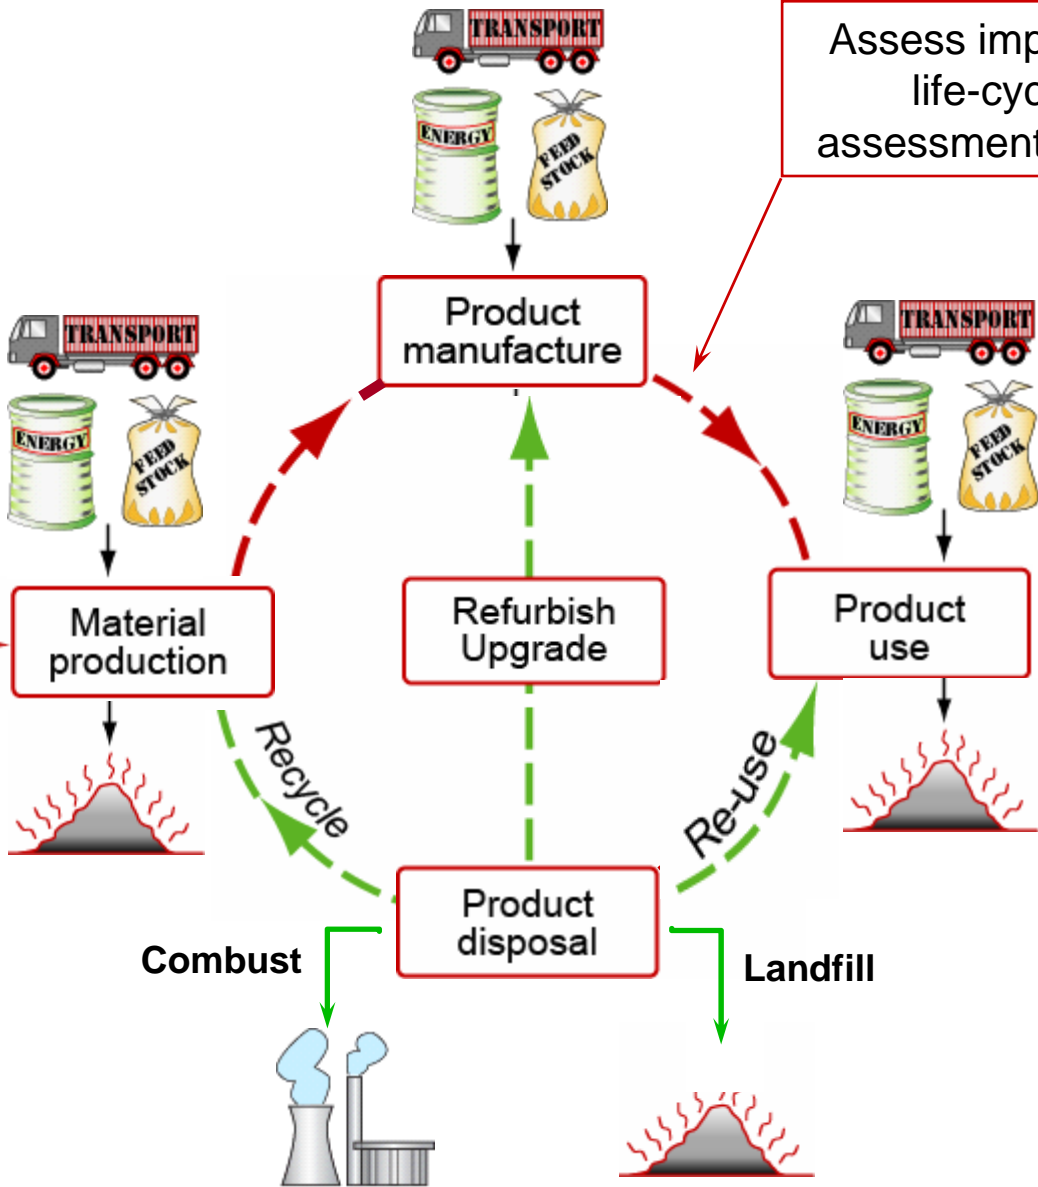 TRANSPORT
ENERGY
FEED
STOCK
Assess imp
life-cyc
assessment
Product
manufacture
TRANSPORT
ENERGY
FEED
STOCK
TRANSPORT
ENERGY
FEED
STOCK
Material
production
Refurbish
Upgrade
Product
use
Recycle
Re-use
Product
disposal
Combust
Landfill